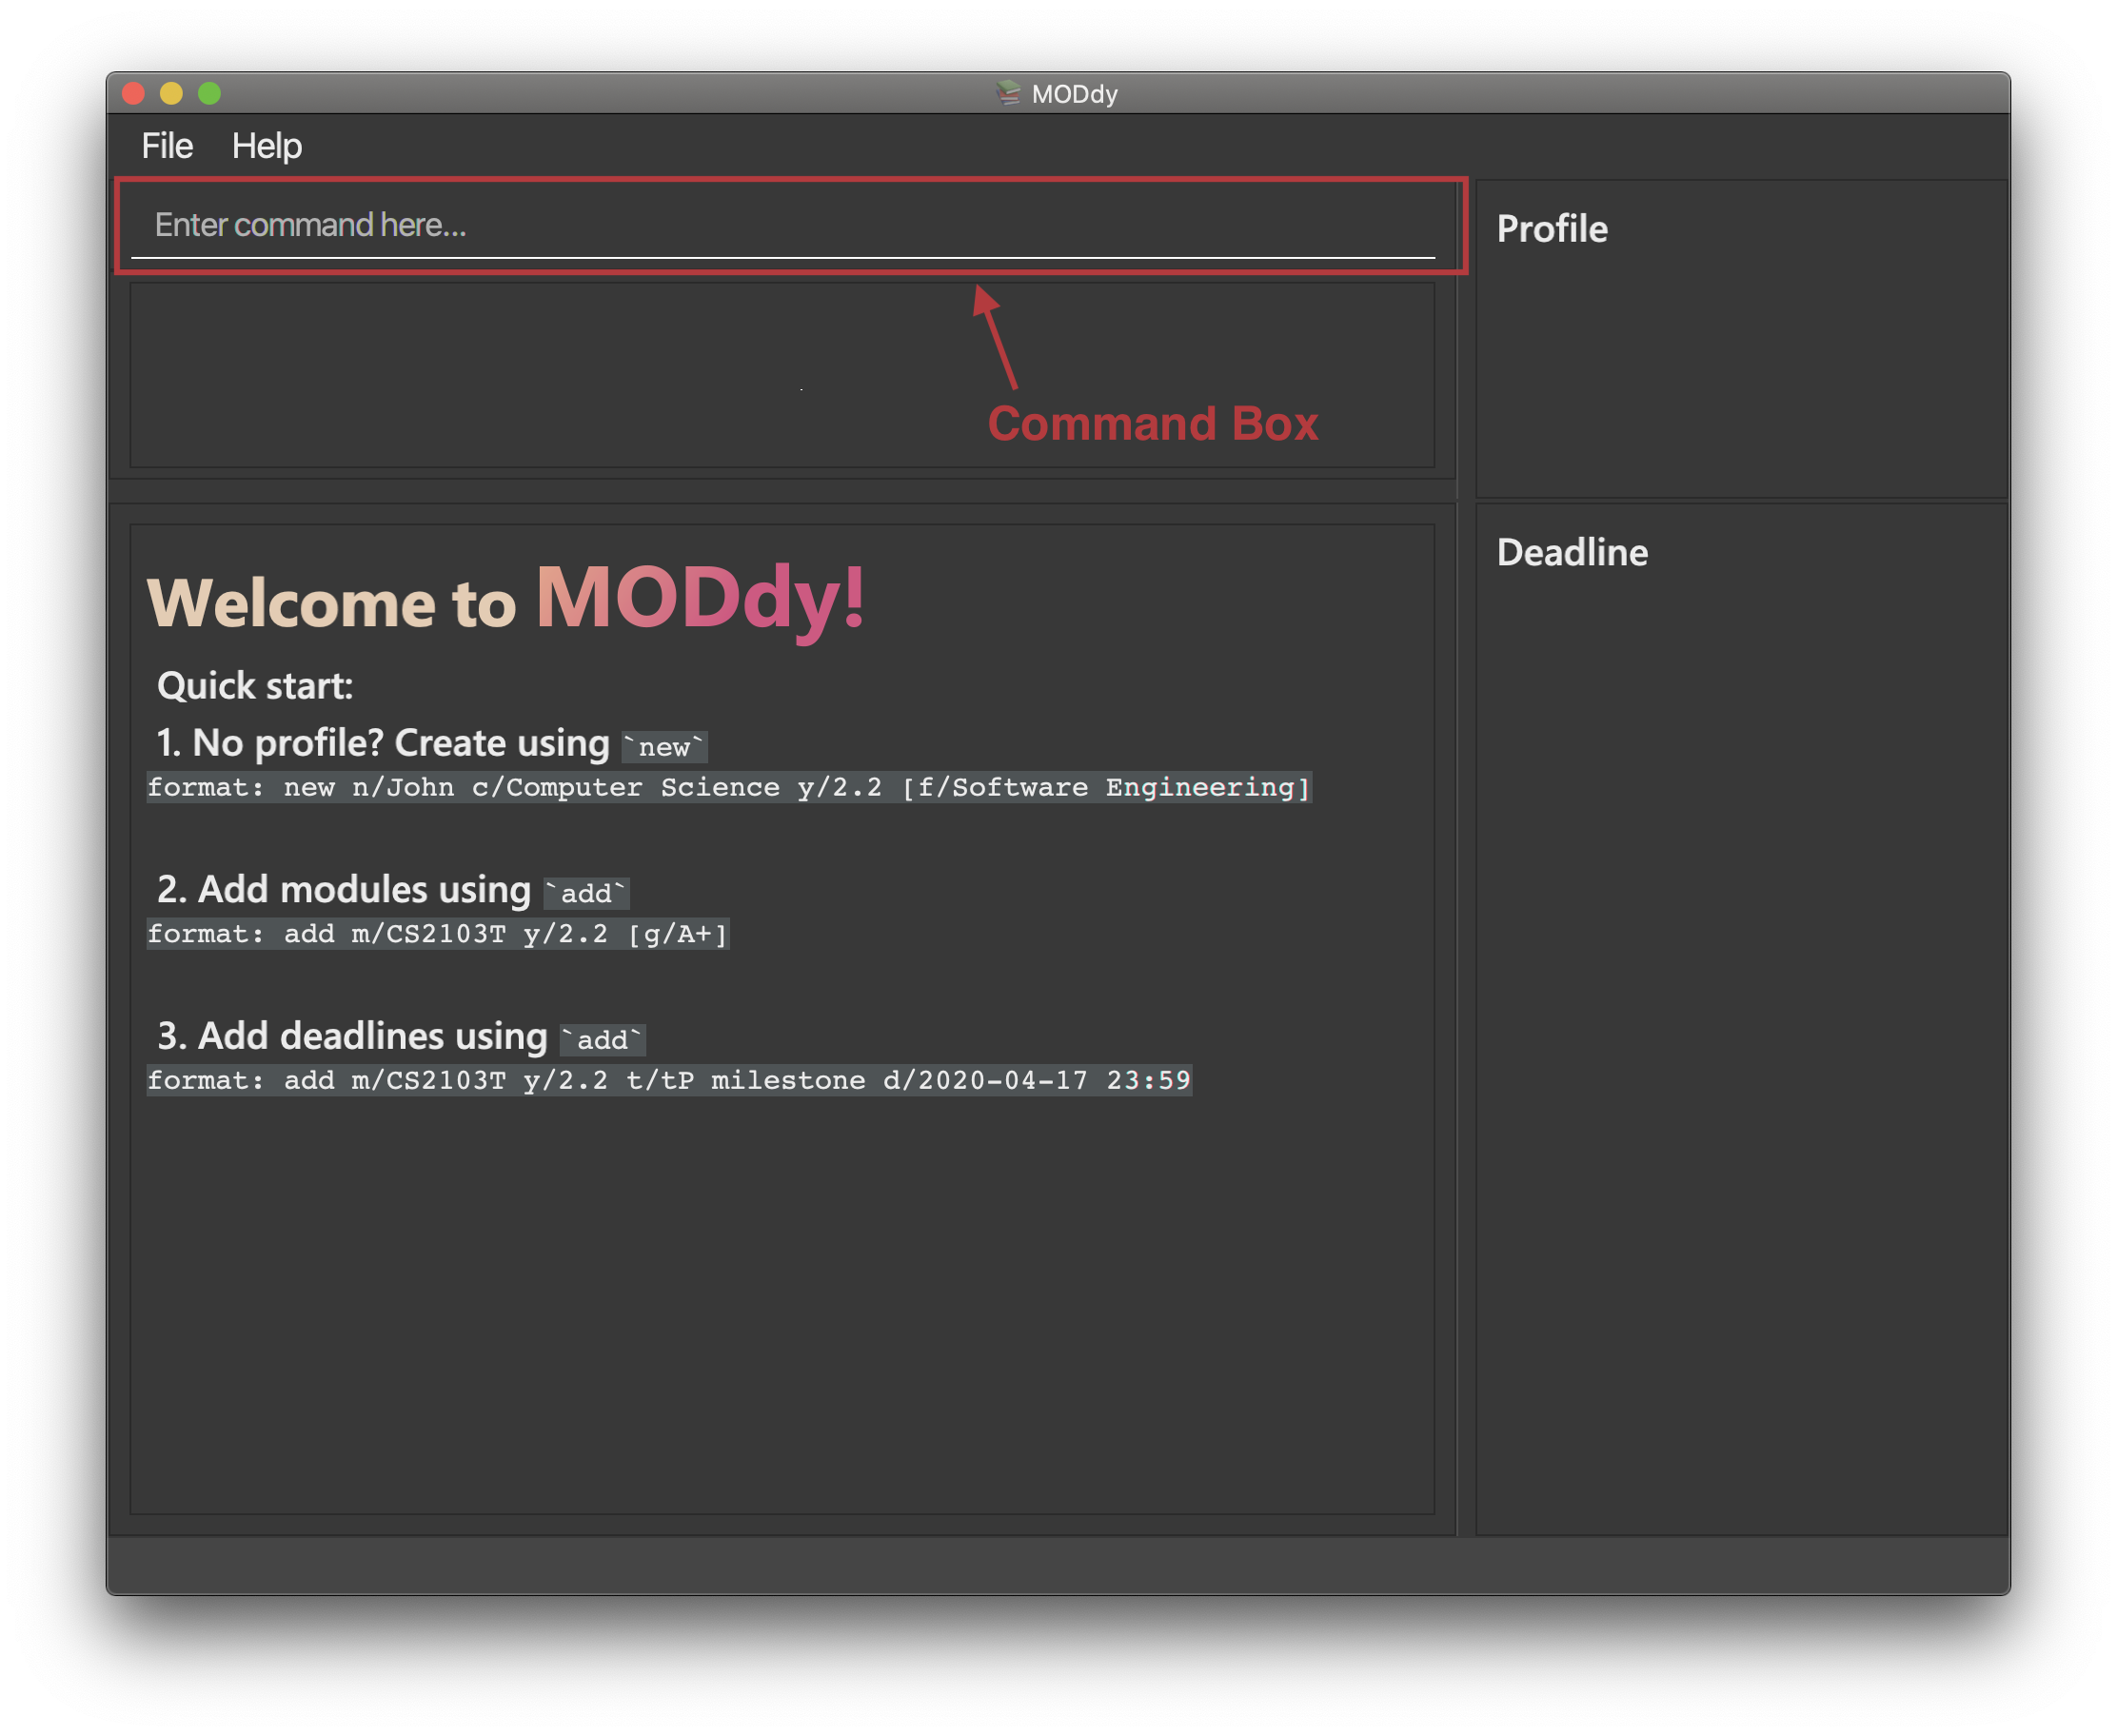 MODdy
File Help
Enter command here...
Command Box
Profile
Deadline
Welcome to MODdy!
Quick start:
1. No profile? Create using `new`
format: new n/John c/Computer Science y/2.2 [f/Software Engineering]
2. Add modules using `add`
format: add m/CS2103T y/2.2 [g/A+]
3. Add deadlines using `add`
format: add m/CS2103T y/2.2 t/tP milestone d/2020-04-17 23:59